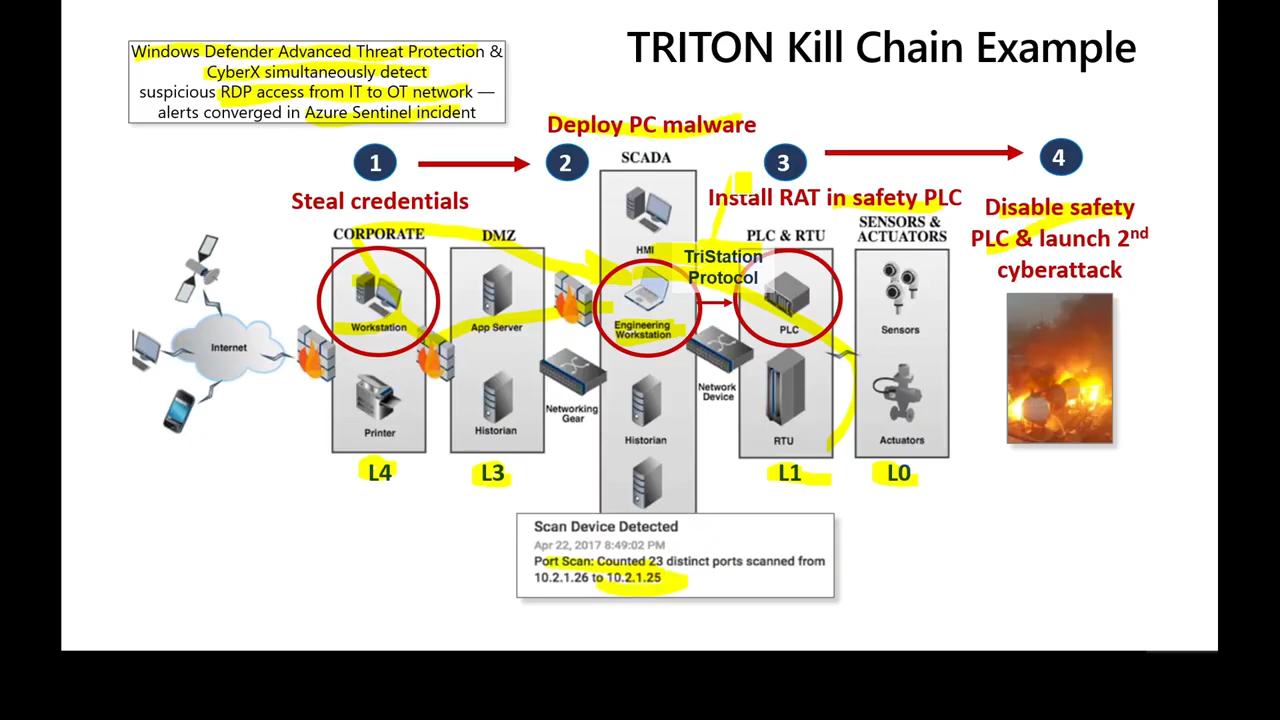 TRITON Kill Chain Example
Windows Defender Advanced Threat Protection &
CyberX simultaneously detect
suspicious RDP access from IT to OT network —
alerts converged in Azure Sentinel incident
1
Steal credentials
2
Deploy PC malware
3
Install RAT in safety PLC
4
Disable safety
PLC & launch 2nd
cyberattack
CORPORATE
DMZ
SCADA
PLC & RTU
SENSORS &
ACTUATORS
Internet
Workstation
Printer
App Server
Historian
Networking
Gear
HMI
Engineering
Workstation
Historian
TriStation
Protocol
Network
Device
PLC
RTU
Sensors
Actuators
L4
L3
L1
L0
Scan Device Detected
Apr 22, 2017 8:49:02 PM
Port Scan: Counted 23 distinct ports scanned from
10.2.1.26 to 10.2.1.25